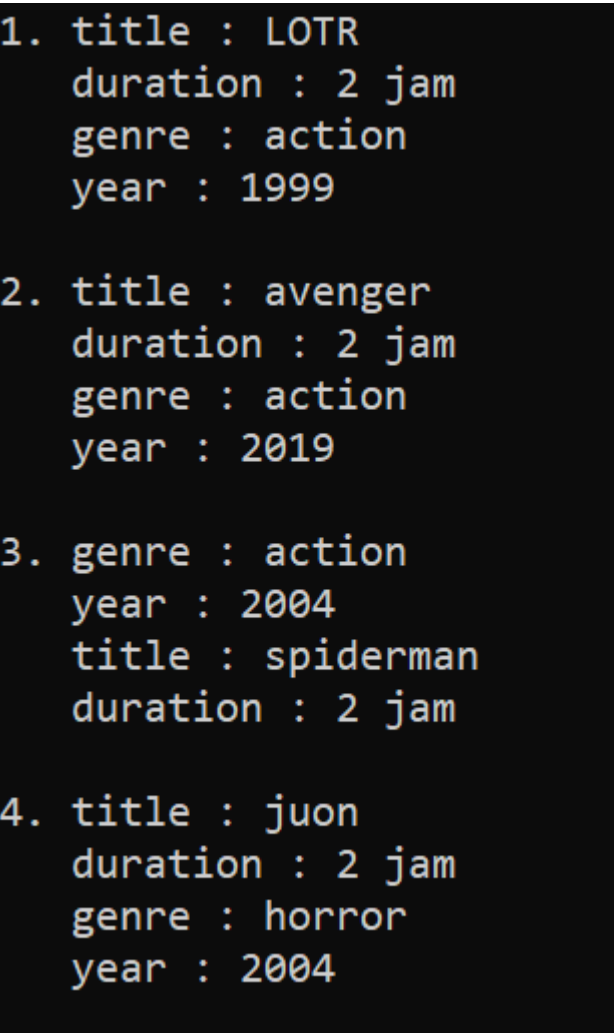 1. title : LOTR
   duration : 2 jam
   genre : action
   year : 1999

2. title : avenger
   duration : 2 jam
   genre : action
   year : 2019

3. genre : action
   year : 2004
   title : spiderman
   duration : 2 jam

4. title : juon
   duration : 2 jam
   genre : horror
   year : 2004